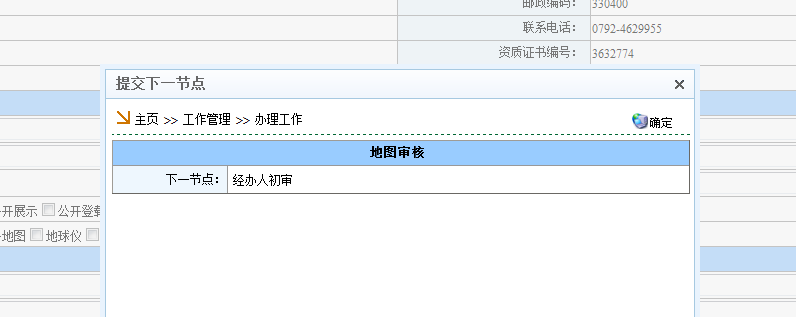 邮政编码： 330400
联系电话： 0792-4629955
资质证书编号： 3632774
提交下一节点
主页 >> 工作管理 >> 办理工作
确定
地图审核
下一节点： 经办人初审
开展示 公开登载
地图 地球仪